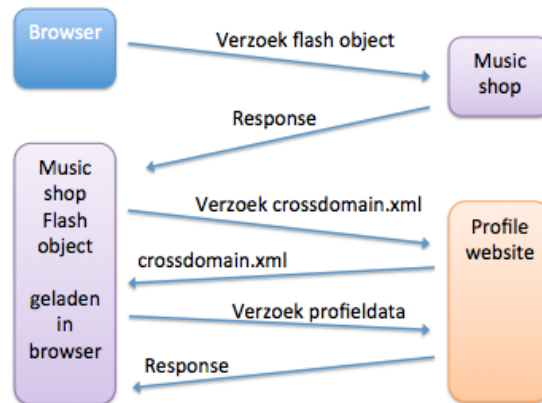 Browser
Verzoek flash object
Music
shop
Response
Music
shop
Flash
object
geladen
in
browser
Verzoek crossdomain.xml
Profile
website
crossdomain.xml
Verzoek profieldata
Response